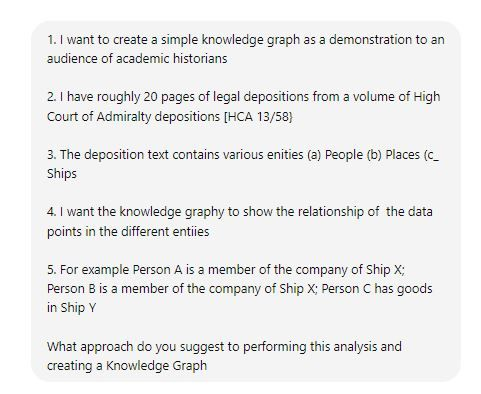 1. I want to create a simple knowledge graph as a demonstration to an
audience of academic historians
2. I have roughly 20 pages of legal depositions from a volume of High
Court of Admiralty depositions [HCA 13/58}
3. The deposition text contains various enities (a) People (b) Places (c_
Ships
4. I want the knowledge graphy to show the relationship of  the data
points in the different entiies
5. For example Person A is a member of the company of Ship X;
Person B is a member of the company of Ship X; Person C has goods
in Ship Y
What approach do you suggest to performing this analysis and
creating a Knowledge Graph